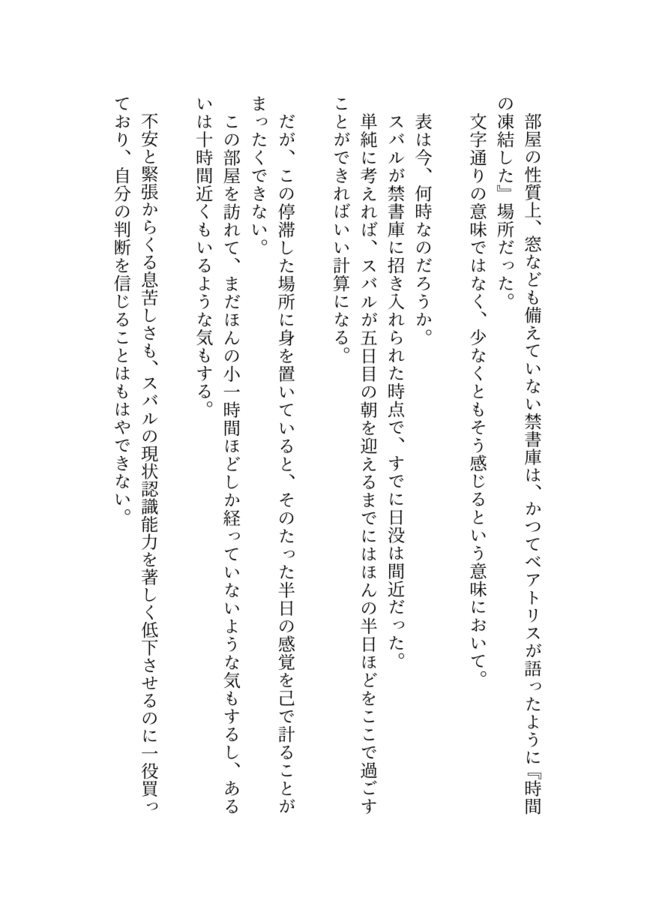 部屋の性質上、窓なども備えていない禁書庫は、かつてベアトリスが語ったように『時間
の凍結した』場所だった。
文字通りの意味ではなく、少なくともそう感じるという意味において。
表は今、何時なのだろうか。
スバルが禁書庫に招き入れられた時点で、すでに日没は間近だった。
単純に考えれば、スバルが五日目の朝を迎えるまでにはほんの半日ほどをここで過ごす
ことができればいい計算になる。
だが、この停滞した場所に身を置いていると、そのたった半日の感覚を己で計ることが
まったくできない。
この部屋を訪れて、まだほんの小一時間ほどしか経っていないような気もするし、ある
いは十時間近くもいるような気もする。
不安と緊張からくる息苦しさも、スバルの現状認識能力を著しく低下させるのに一役買っ
ており、自分の判断を信じることはもはやできない。